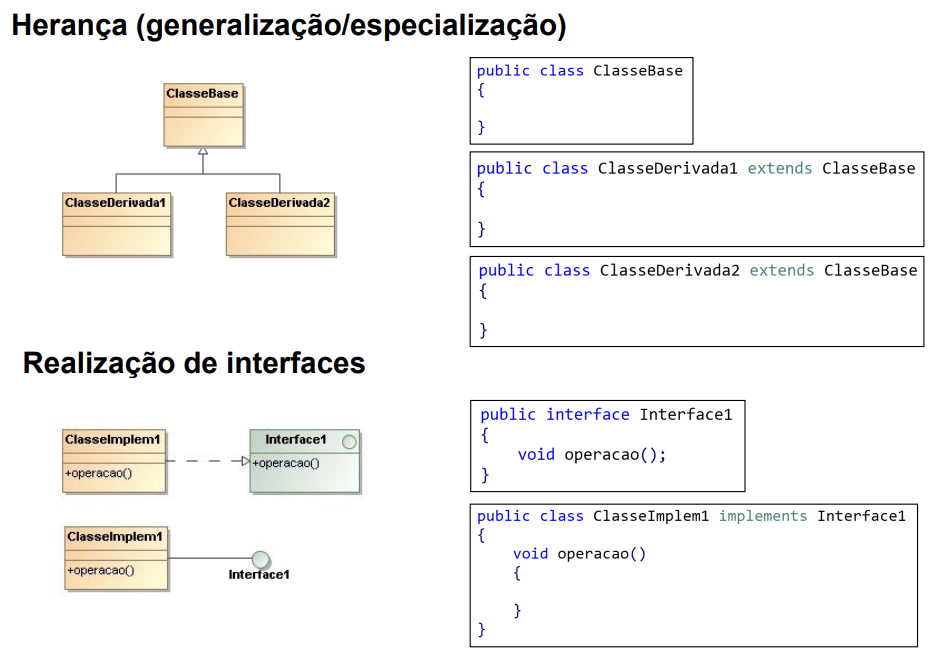 Herança (generalização/especialização)
ClasseBase
ClasseDerivada1
ClasseDerivada2
public class ClasseBase
{
}
public class ClasseDerivada1 extends ClasseBase
{
}
public class ClasseDerivada2 extends ClasseBase
{
}
Realização de interfaces
ClasseImplem1
+operacao()
Interface1
+operacao()
ClasseImplem1
+operacao()
Interface1
public interface Interface1
{
void operacao();
}
public class ClasseImplem1 implements Interface1
{
void operacao()
{
}
}